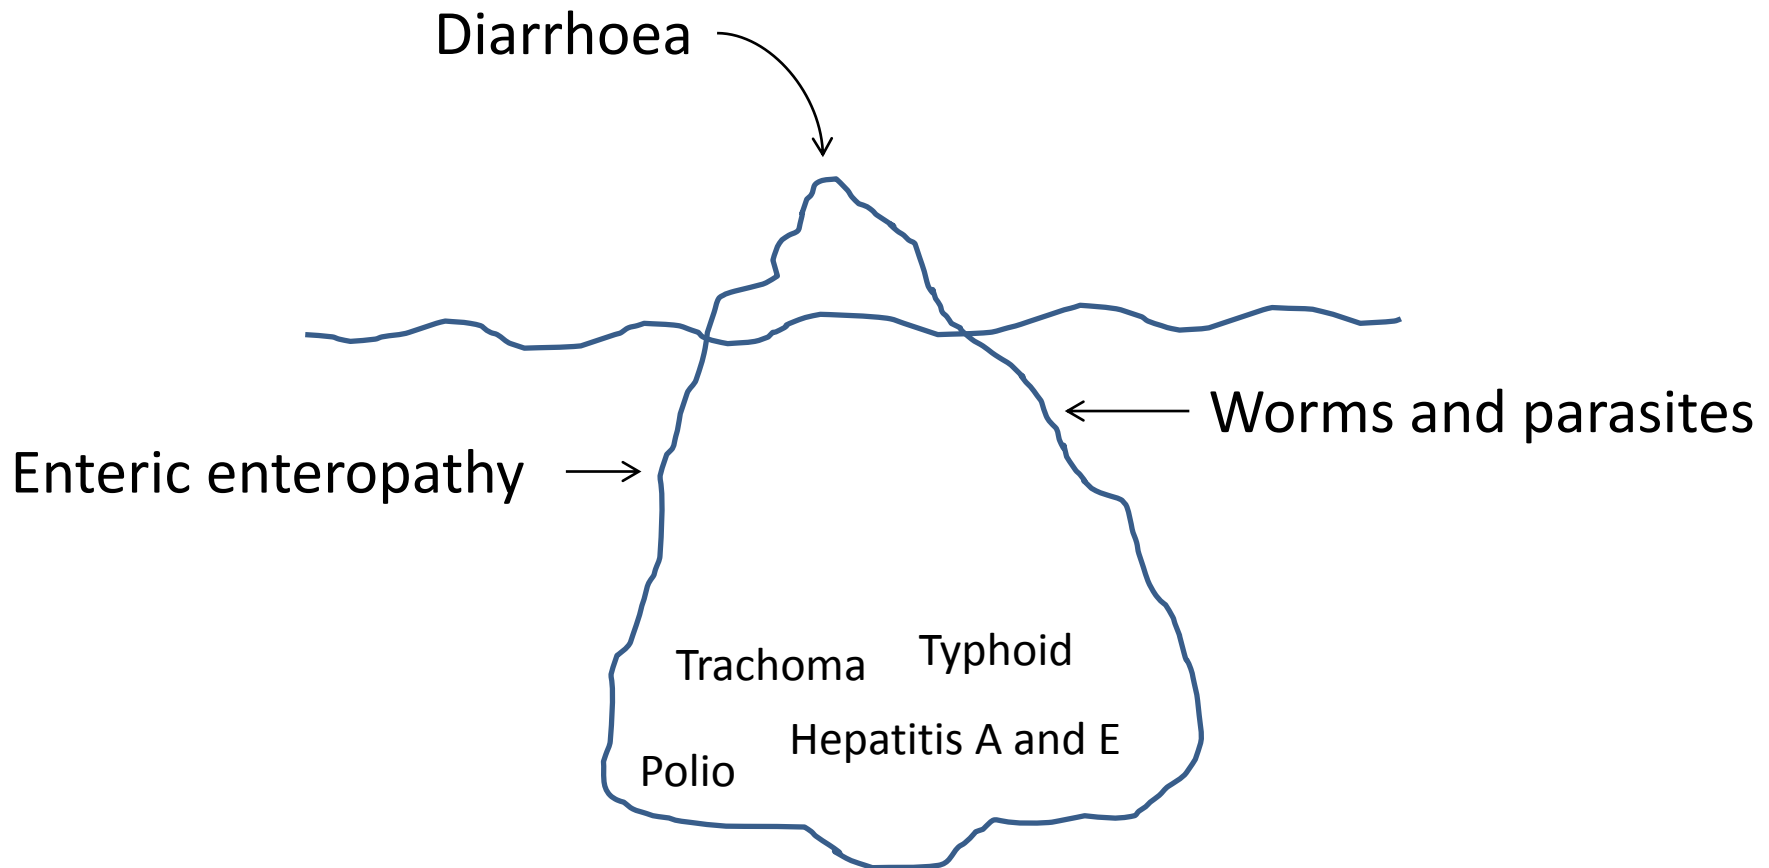 Diarrhoea
Worms and parasites
Enteric enteropathy
Typhoid
Trachoma
Hepatitis A and E
Polio